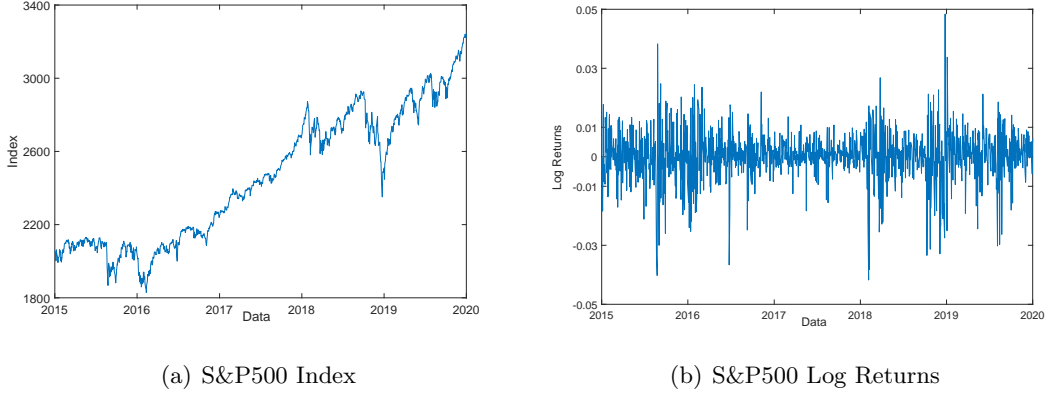 3400
3000
2600
2200
1800
Index
2015 2016 2017 2018 2019 2020
Data
(a) S&P500 Index
0.05
0.03
0.01
0
-0.01
-0.03
-0.05
Log Returns
2015 2016 2017 2018 2019 2020
Data
(b) S&P500 Log Returns